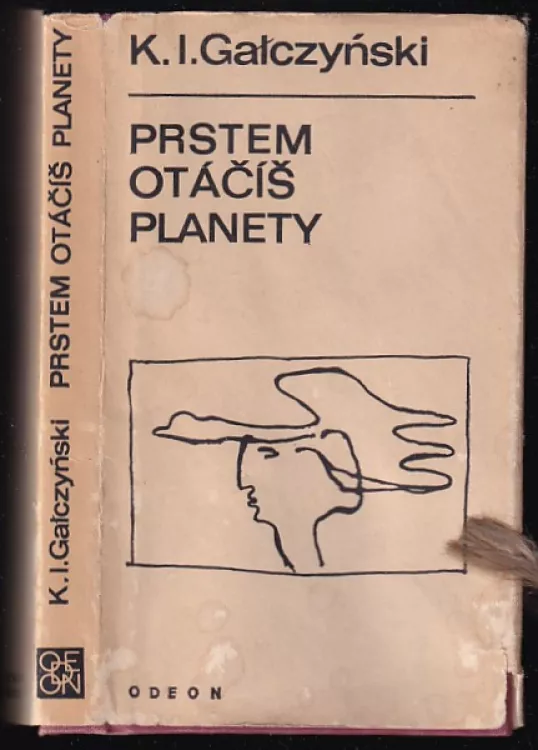 K. I. Gałczyński
PRSTEM
OTÁČÍŠ
PLANETY
ODEON
K. I. Gałczyński PRSTEM OTÁČÍŠ PLANETY
ODEON